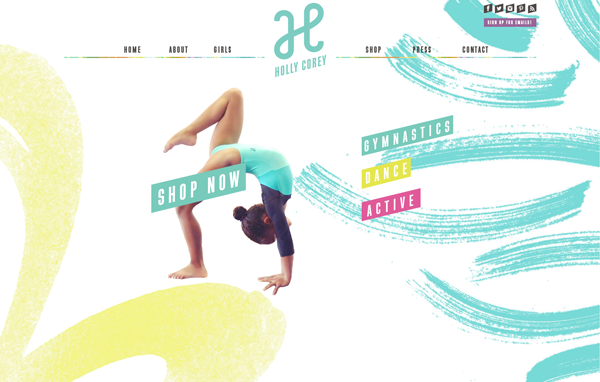 SIGN UP FOR EMAILS!
HOME ABOUT GIRLS SHOP PRESS CONTACT
HOLLY COREY
GYMNASTICS
DANCE
SHOP NOW
ACTIVE